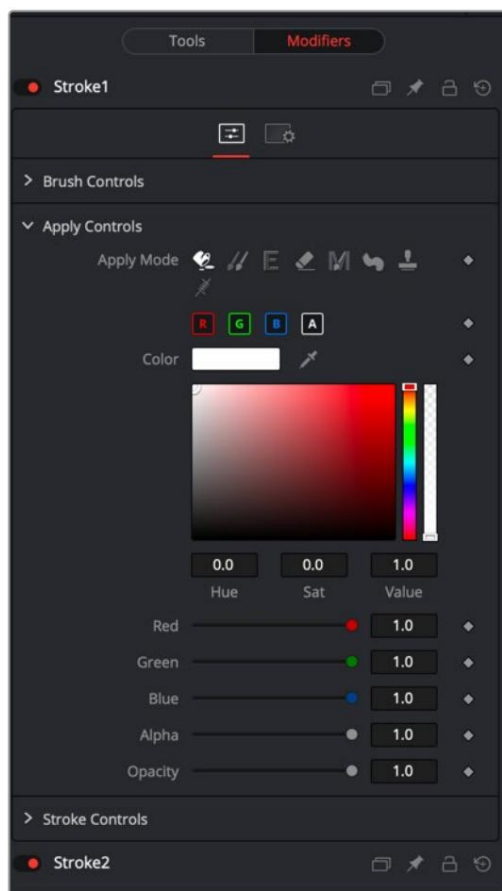 Tools Modifiers
Stroke1
Brush Controls
Apply Controls
Apply Mode E M
R G B A
Color
0.0 0.0 1.0
Hue Sat Value
Red 1.0
Green 1.0
Blue 1.0
Alpha 1.0
Opacity 1.0
Stroke Controls
Stroke2